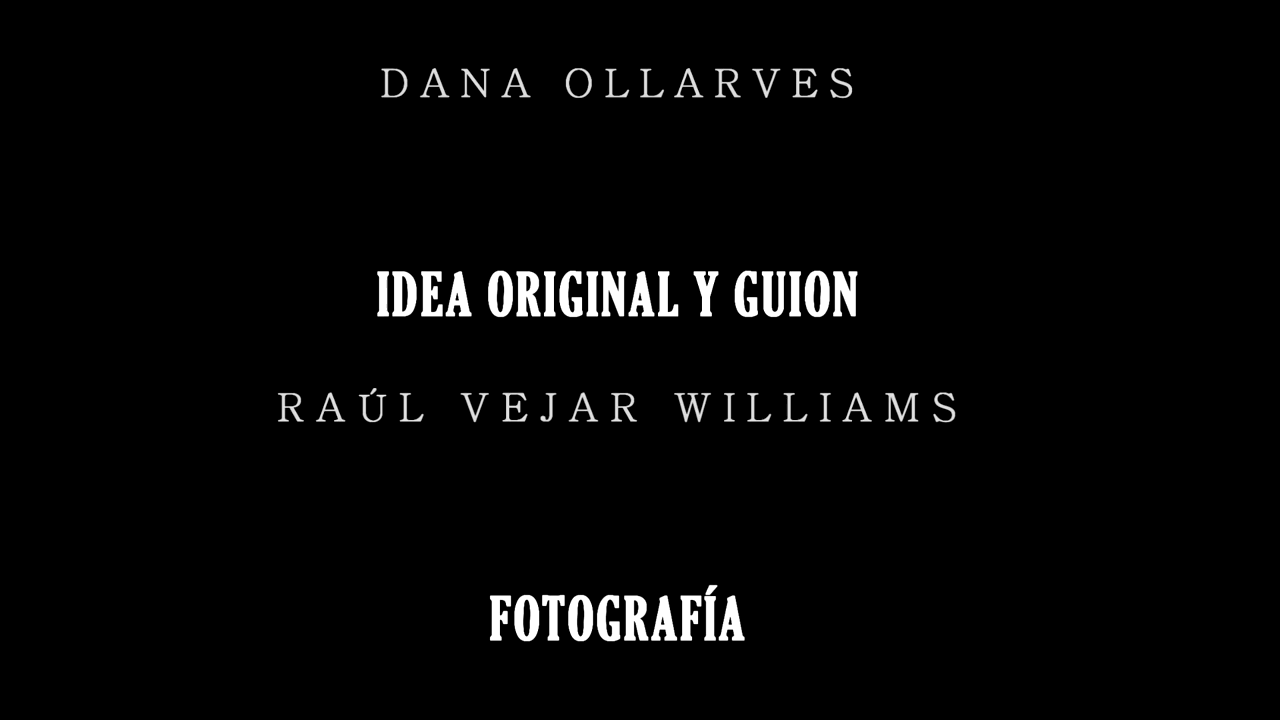 DANA OLLARVES
IDEA ORIGINAL Y GUION
RAÚL VEJAR WILLIAMS
FOTOGRAFÍA